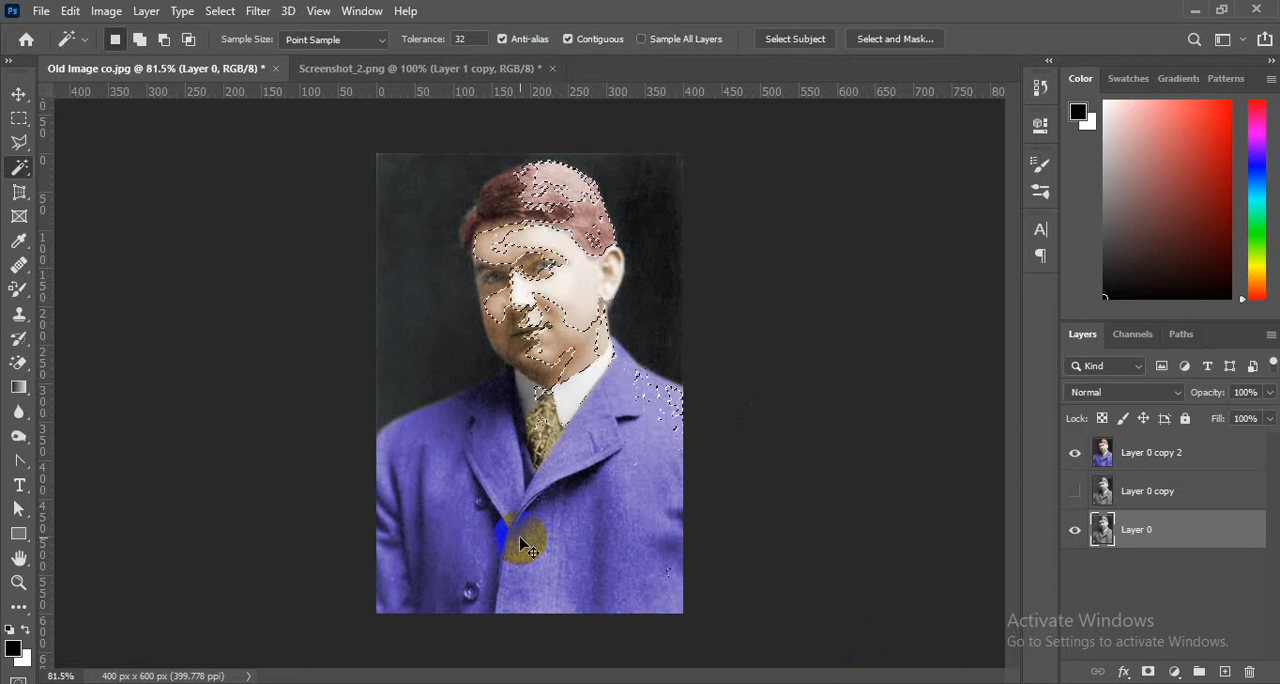 Ps File Edit Image Layer Type Select Filter 3D View Window Help
Sample Size: Point Sample Tolerance: 32 Anti-alias Contiguous Sample All Layers Select Subject Select and Mask...
Old Image co.jpg @ 81.5% (Layer 0, RGB/8) * × Screenshot_2.png @ 100% (Layer 1 copy, RGB/8) * ×
400 350 300 250 200 150 100 50 0 50 100 150 200 250 300 350 400 450 500 550 600 650 700 750 80
Color Swatches Gradients Patterns
Layers Channels Paths
Kind
Normal Opacity: 100%
Lock: Fill: 100%
Layer 0 copy 2
Layer 0 copy
Layer 0
Activate Windows
Go to Settings to activate Windows.
81.5% 400 px x 600 px (399.777 ppi)